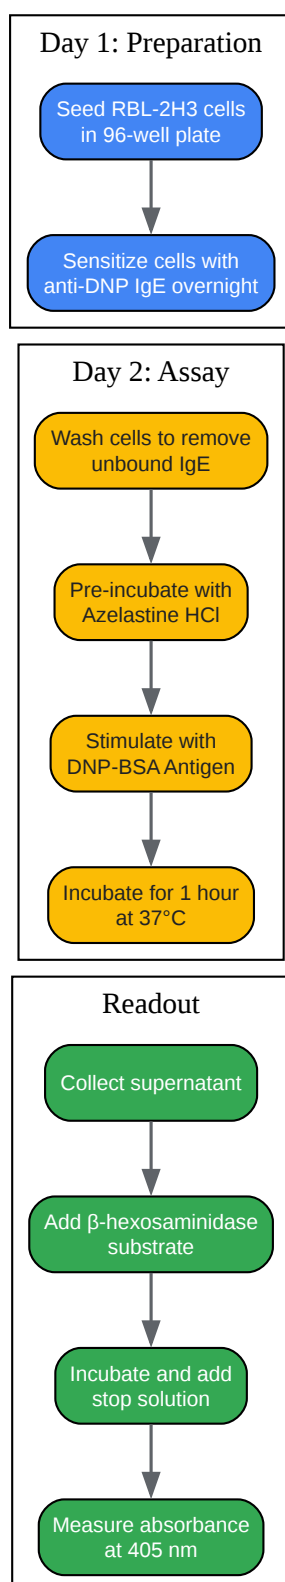 Day 1: Preparation
Seed RBL-2H3 cells
in 96-well plate
Sensitize cells with
anti-DNP IgE overnight
Day 2: Assay
Wash cells to remove
unbound IgE
Pre-incubate with
Azelastine HCl
Stimulate with
DNP-BSA Antigen
Incubate for 1 hour
at 37°C
Readout
Collect supernatant
Add β-hexosaminidase
substrate
Incubate and add
stop solution
Measure absorbance
at 405 nm